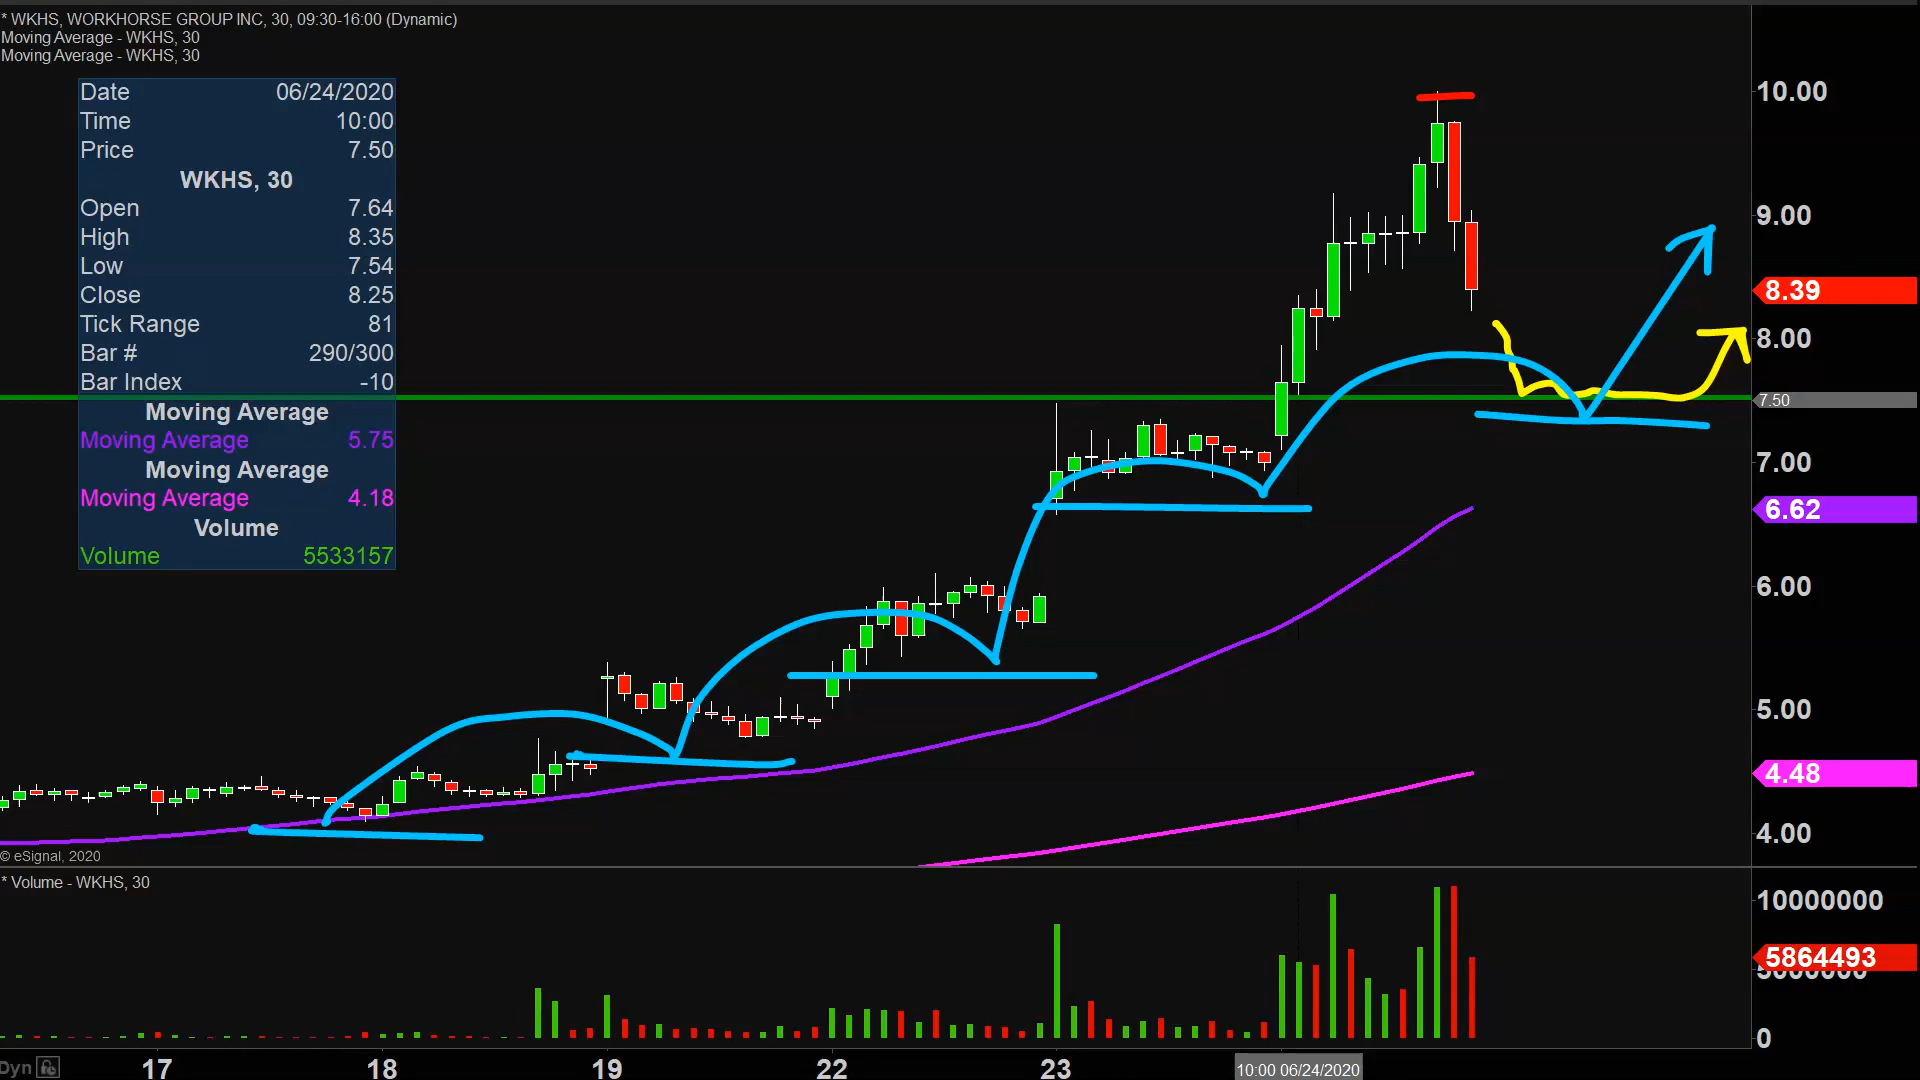 * WKHS, WORKHORSE GROUP INC, 30, 09:30-16:00 (Dynamic)
Moving Average - WKHS, 30
Moving Average - WKHS, 30
Date 06/24/2020
Time 10:00
Price 7.50
WKHS, 30
Open 7.64
High 8.35
Low 7.54
Close 8.25
Tick Range 81
Bar # 290/300
Bar Index -10
Moving Average
Moving Average 5.75
Moving Average
Moving Average 4.18
Volume
Volume 5533157
10.00
9.00
8.39
8.00
7.50
7.00
6.62
6.00
5.00
4.48
4.00
© eSignal, 2020
* Volume - WKHS, 30
10000000
5864493
5000000
0
Dyn
17 18 19 22 23 10:00 06/24/2020